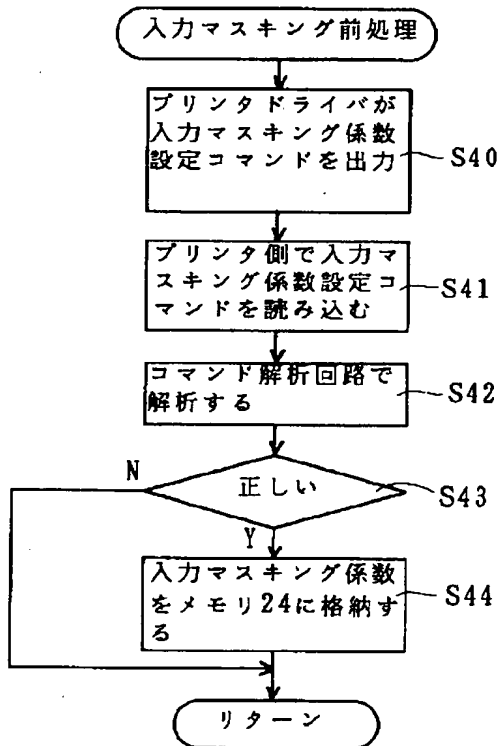 入力マスキング前処理
プリンタドライバが
入力マスキング係数
設定コマンドを出力
S40
プリンタ側で入力マ
スキング係数設定コ
マンドを読み込む
S41
コマンド解析回路で
解析する
S42
N
正しい
S43
Y
入力マスキング係数
をメモリ24に格納す
る
S44
リターン